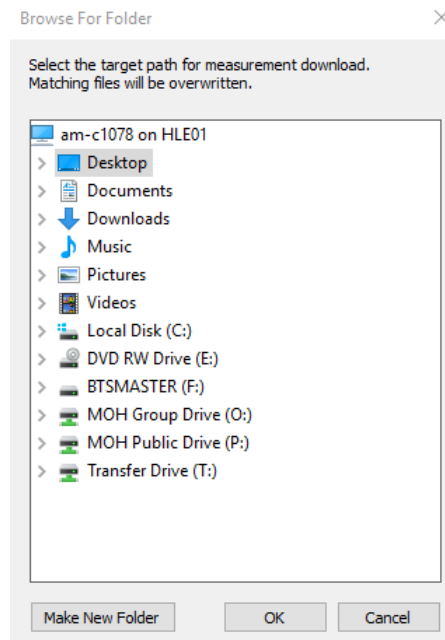 Browse For Folder
Select the target path for measurement download.
Matching files will be overwritten.
am-c1078 on HLE01
Desktop
Documents
Downloads
Music
Pictures
Videos
Local Disk (C:)
DVD RW Drive (E:)
BTSMASTER (F:)
MOH Group Drive (O:)
MOH Public Drive (P:)
Transfer Drive (T:)
Make New Folder OK Cancel